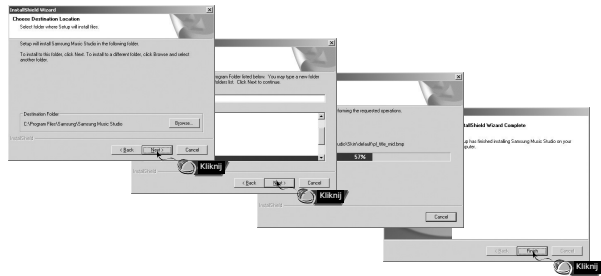 InstallShield Wizard
Choose Destination Location
Select folder where Setup will install files.
Setup will install Samsung Music Studio in the following folder.
To install to this folder, click Next. To install to a different folder, click Browse and select
another folder.
Destination Folder
C:\Program Files\Samsung\Samsung Music Studio
Browse...
InstallShield
< Back
Next >
Cancel
Kliknij
rogram Folder listed below. You may type a new folder
folders list. Click Next to continue.
InstallShield
< Back
Next >
Cancel
Kliknij
forming the requested operations.
57%
InstallShield
Cancel
tallShield Wizard Complete
up has finished installing Samsung Music Studio on your
puter.
< Back
Finish
Cancel
Kliknij